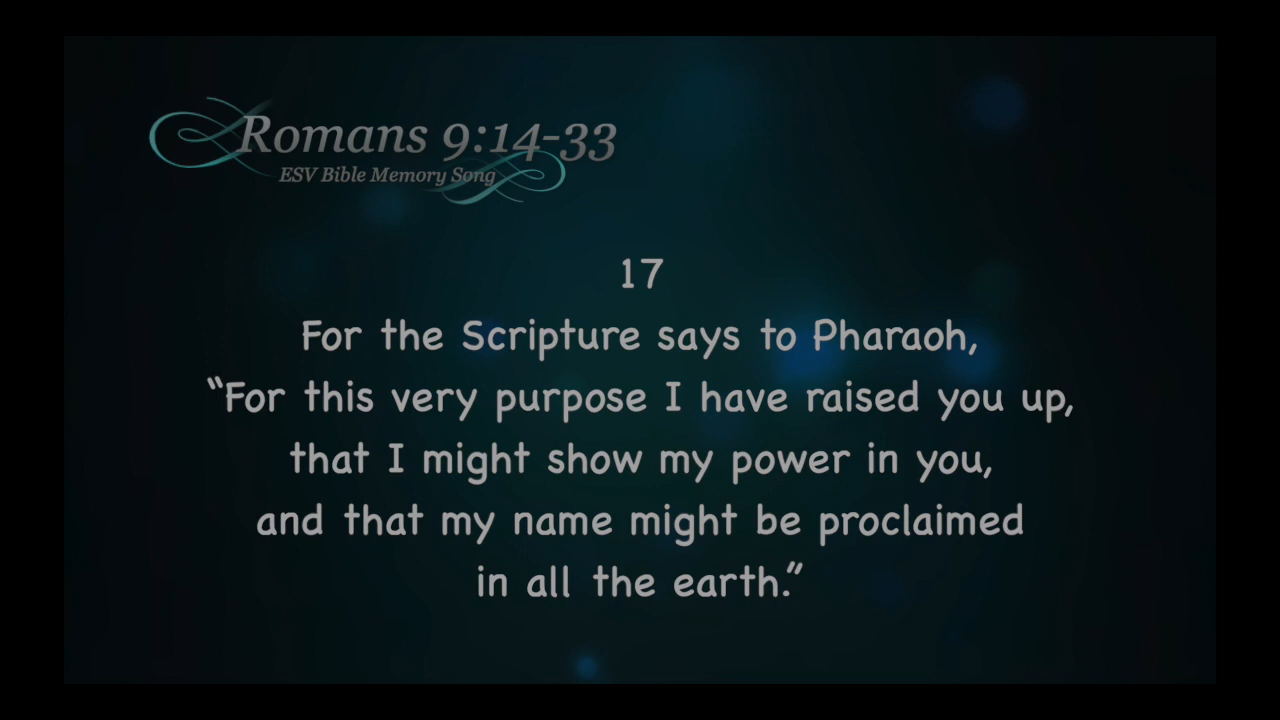 Romans 9:14-33
ESV Bible Memory Song
17
For the Scripture says to Pharaoh,
“For this very purpose I have raised you up,
that I might show my power in you,
and that my name might be proclaimed
in all the earth.”